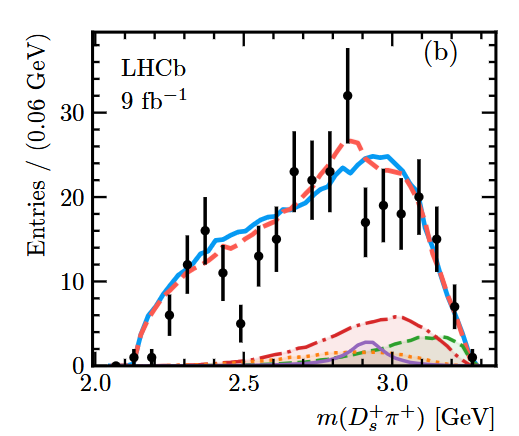 (b)
LHCb
9 fb⁻¹
Entries / (0.06 GeV)
30
20
10
0
2.0 2.5 3.0
m(D_s^+π^+) [GeV]